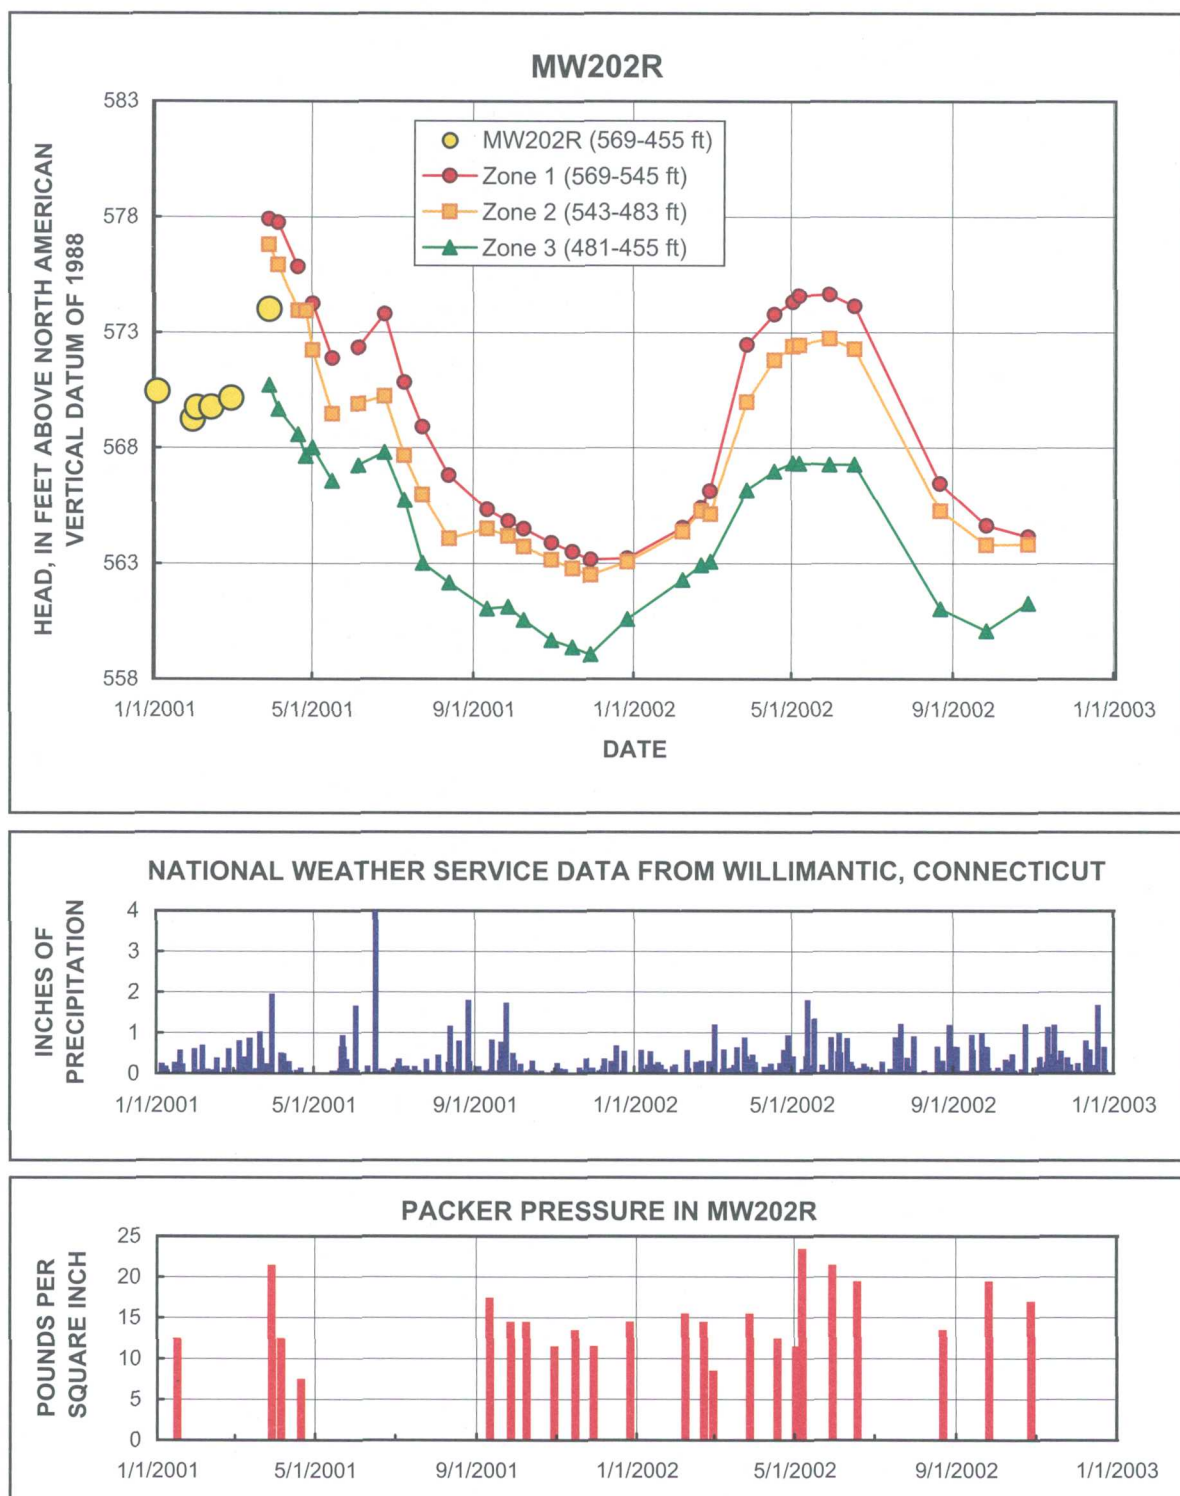 MW202R
HEAD, IN FEET ABOVE NORTH AMERICAN
VERTICAL DATUM OF 1988
583
578
573
568
563
558
MW202R (569-455 ft)
Zone 1 (569-545 ft)
Zone 2 (543-483 ft)
Zone 3 (481-455 ft)
1/1/2001 5/1/2001 9/1/2001 1/1/2002 5/1/2002 9/1/2002 1/1/2003
DATE
NATIONAL WEATHER SERVICE DATA FROM WILLIMANTIC, CONNECTICUT
INCHES OF
PRECIPITATION
4
3
2
1
0
1/1/2001 5/1/2001 9/1/2001 1/1/2002 5/1/2002 9/1/2002 1/1/2003
PACKER PRESSURE IN MW202R
POUNDS PER
SQUARE INCH
25
20
15
10
5
0
1/1/2001 5/1/2001 9/1/2001 1/1/2002 5/1/2002 9/1/2002 1/1/2003